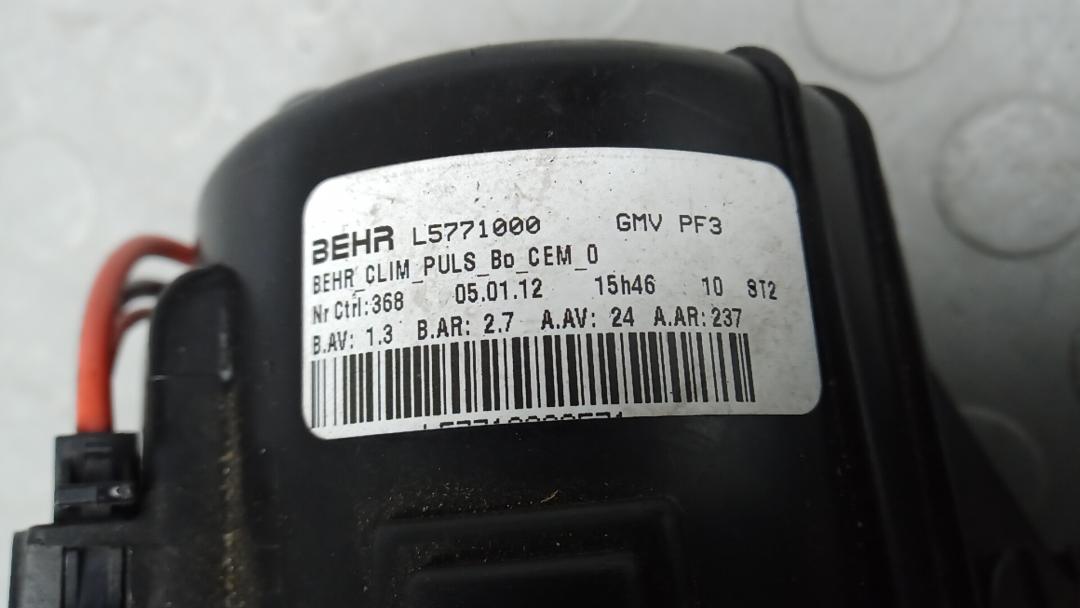 BEHR L5771000 GMV PF3
BEHR_CLIM_PULS_Bo_CEM_0
Nr Ctrl:368 05.01.12 15h46 10 ST2
B.AV: 1.3 B.AR: 2.7 A.AV: 24 A.AR: 237